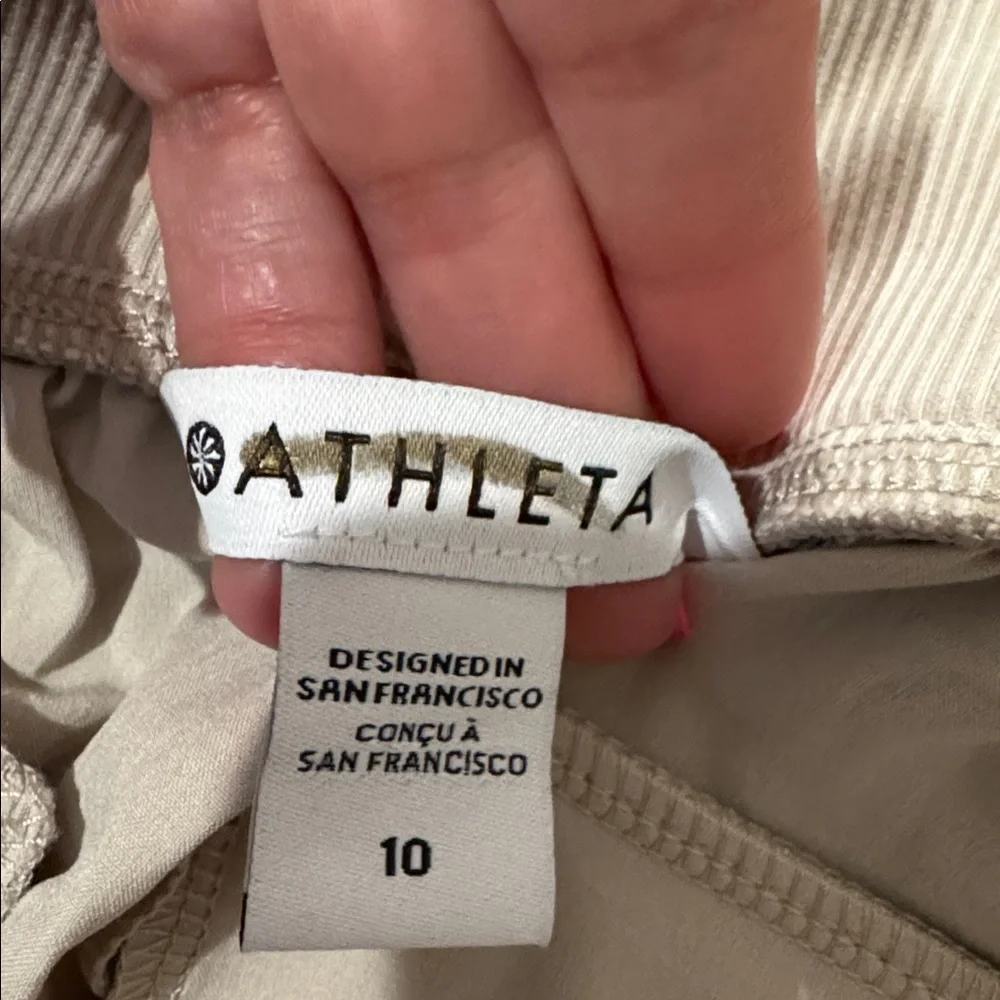 ATHLETA
DESIGNED IN
SAN FRANCISCO
CONÇU À
SAN FRANCISCO
10